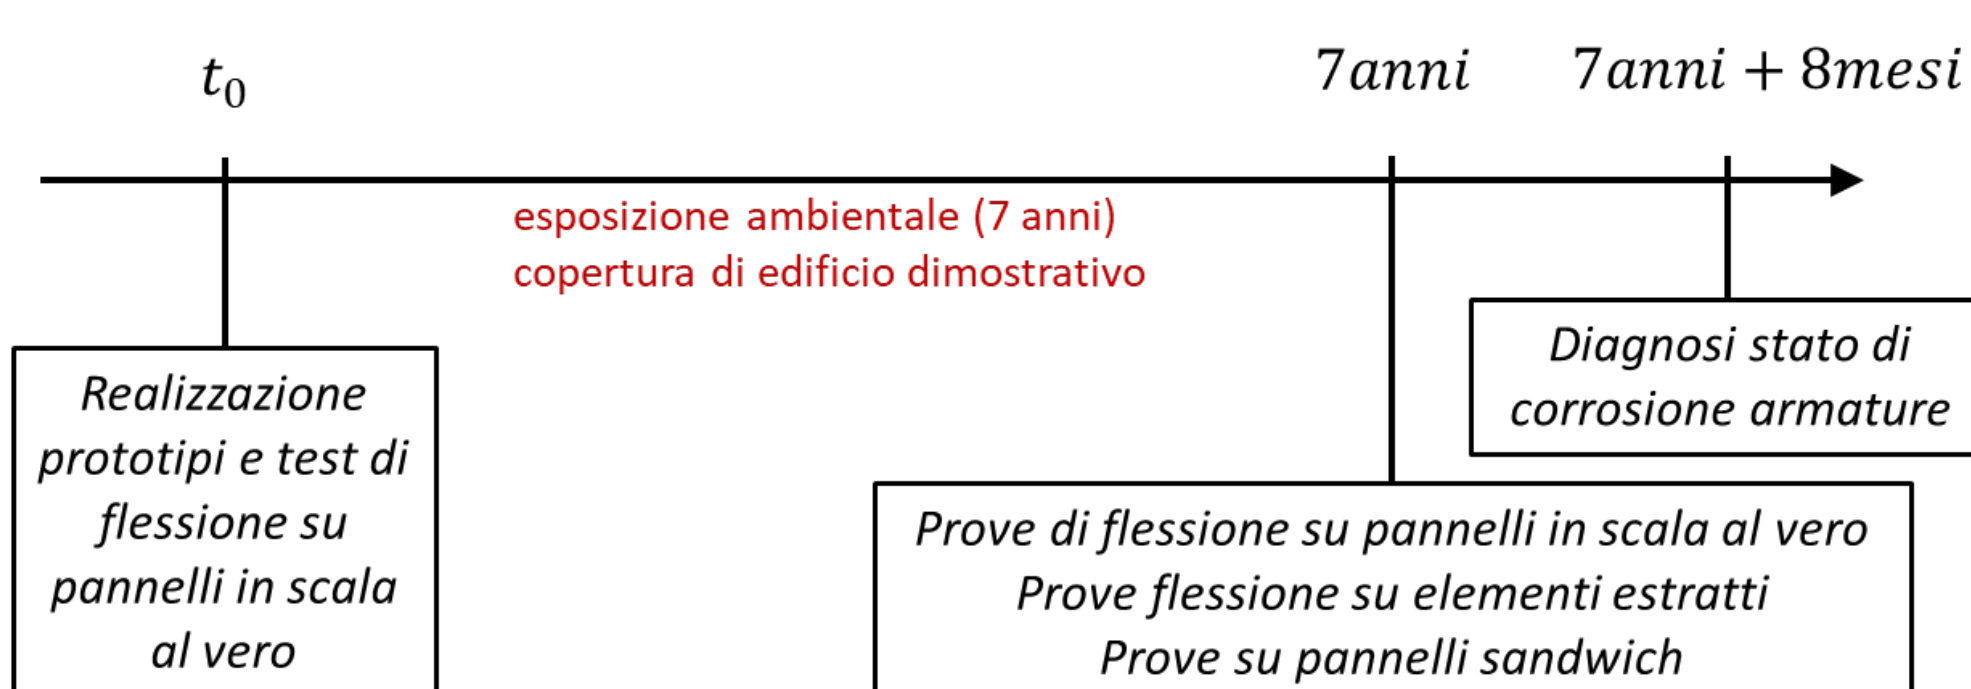 t0
7anni
7anni + 8mesi
esposizione ambientale (7 anni)
copertura di edificio dimostrativo
Realizzazione
prototipi e test di
flessione su
pannelli in scala
al vero
Diagnosi stato di
corrosione armature
Prove di flessione su pannelli in scala al vero
Prove flessione su elementi estratti
Prove su pannelli sandwich